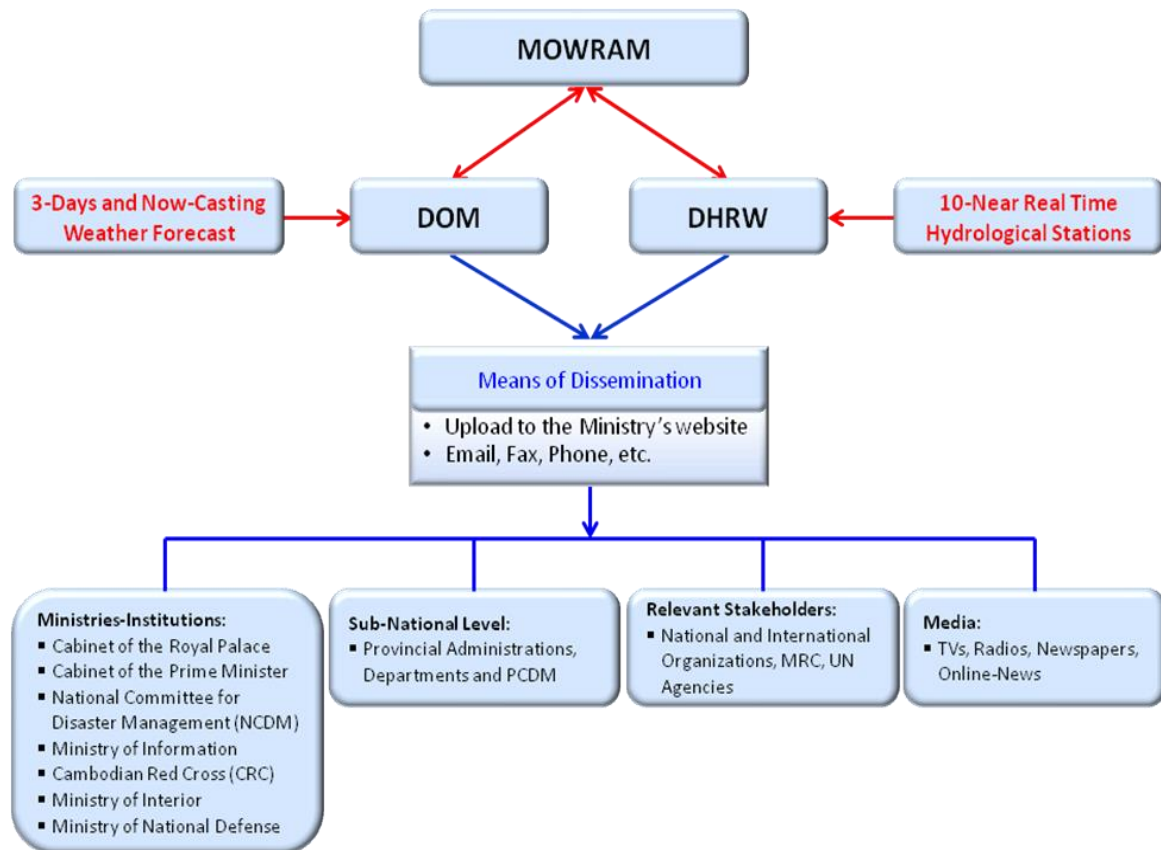 MOWRAM
3-Days and Now-Casting
Weather Forecast
DOM
DHRW
10-Near Real Time
Hydrological Stations
Means of Dissemination
• Upload to the Ministry's website
• Email, Fax, Phone, etc.
Ministries-Institutions:
▪ Cabinet of the Royal Palace
▪ Cabinet of the Prime Minister
▪ National Committee for
Disaster Management (NCDM)
▪ Ministry of Information
▪ Cambodian Red Cross (CRC)
▪ Ministry of Interior
▪ Ministry of National Defense
Sub-National Level:
▪ Provincial Administrations,
Departments and PCDM
Relevant Stakeholders:
▪ National and International
Organizations, MRC, UN
Agencies
Media:
▪ TVs, Radios, Newspapers,
Online-News